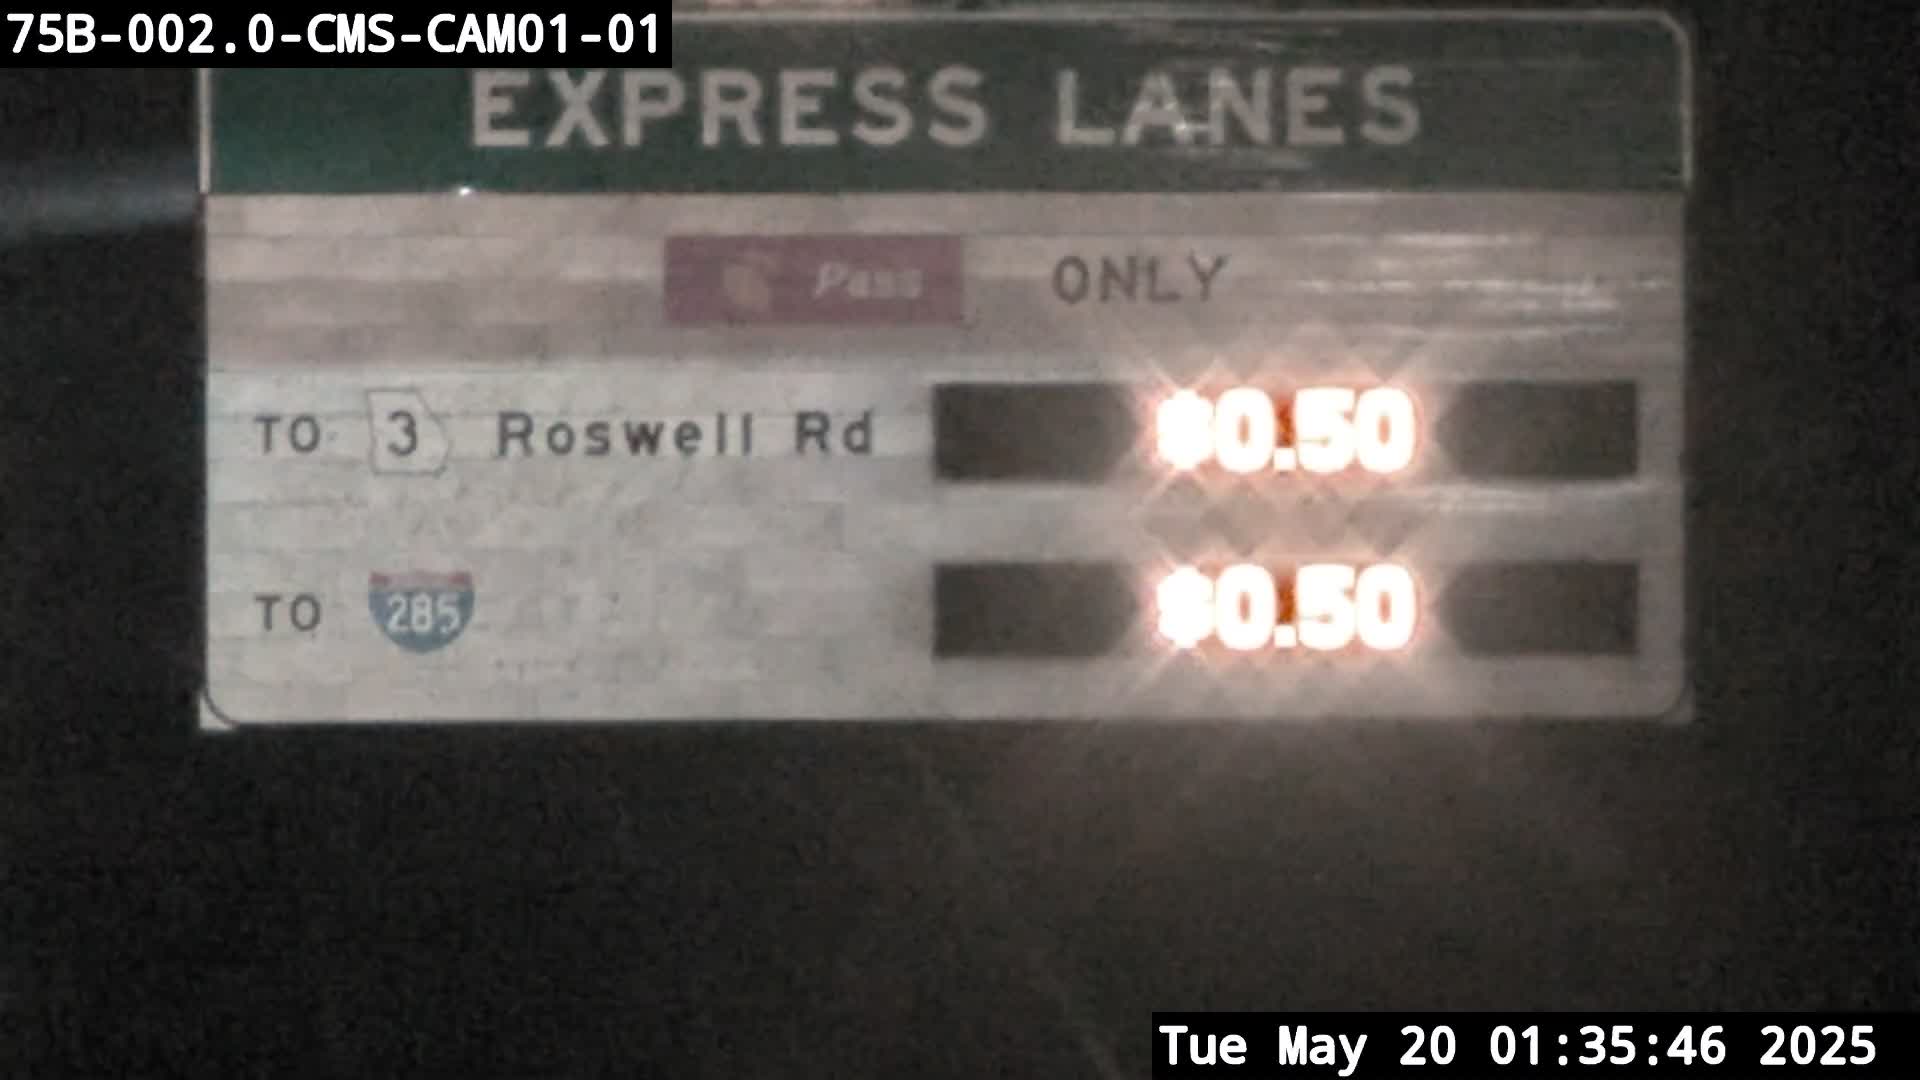 75B-002.0-CMS-CAM01-01
EXPRESS LANES
Pass ONLY
TO 3 Roswell Rd $0.50
TO 285 $0.50
Tue May 20 01:35:46 2025